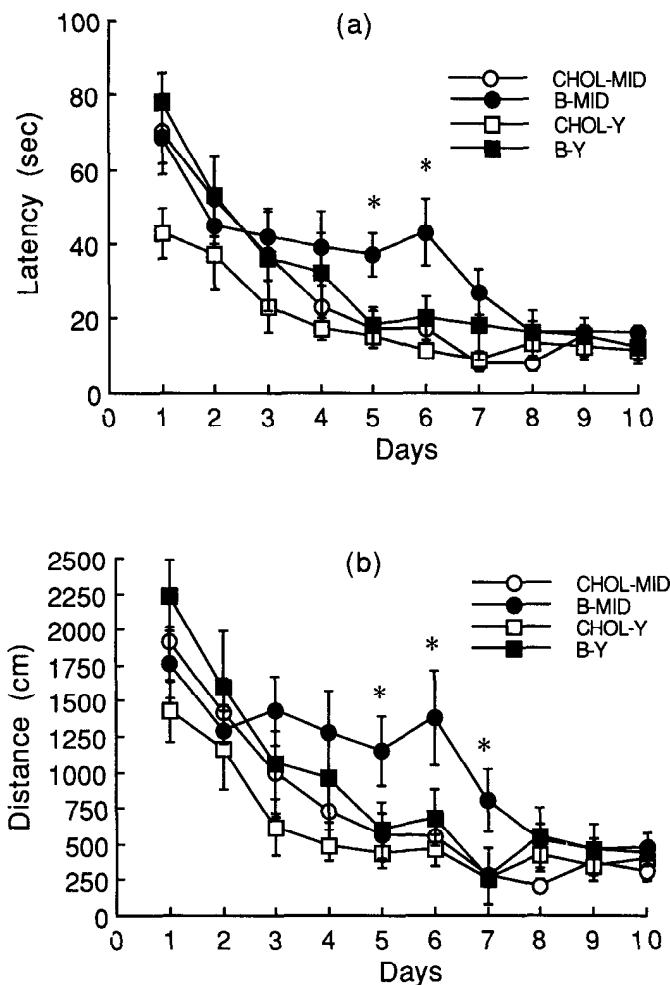 (a)
100
80
60
40
20
0
Latency (sec)
CHOL-MID
B-MID
CHOL-Y
B-Y
*
*
0 1 2 3 4 5 6 7 8 9 10
Days
(b)
2500
2250
2000
1750
1500
1250
1000
750
500
250
0
Distance (cm)
CHOL-MID
B-MID
CHOL-Y
B-Y
*
*
*
0 1 2 3 4 5 6 7 8 9 10
Days